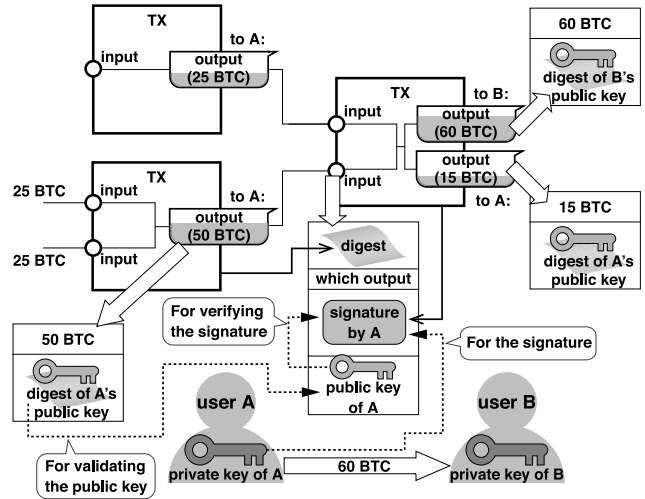 TX
to A:
input
output
(25 BTC)
60 BTC
digest of B's
public key
TX
input
to B:
output
(60 BTC)
output
(15 BTC)
input
to A:
15 BTC
digest of A's
public key
TX
25 BTC
input
to A:
output
(50 BTC)
25 BTC
input
digest
which output
signature
by A
public key
of A
For verifying
the signature
For the signature
50 BTC
digest of A's
public key
For validating
the public key
user A
private key of A
60 BTC
user B
private key of B